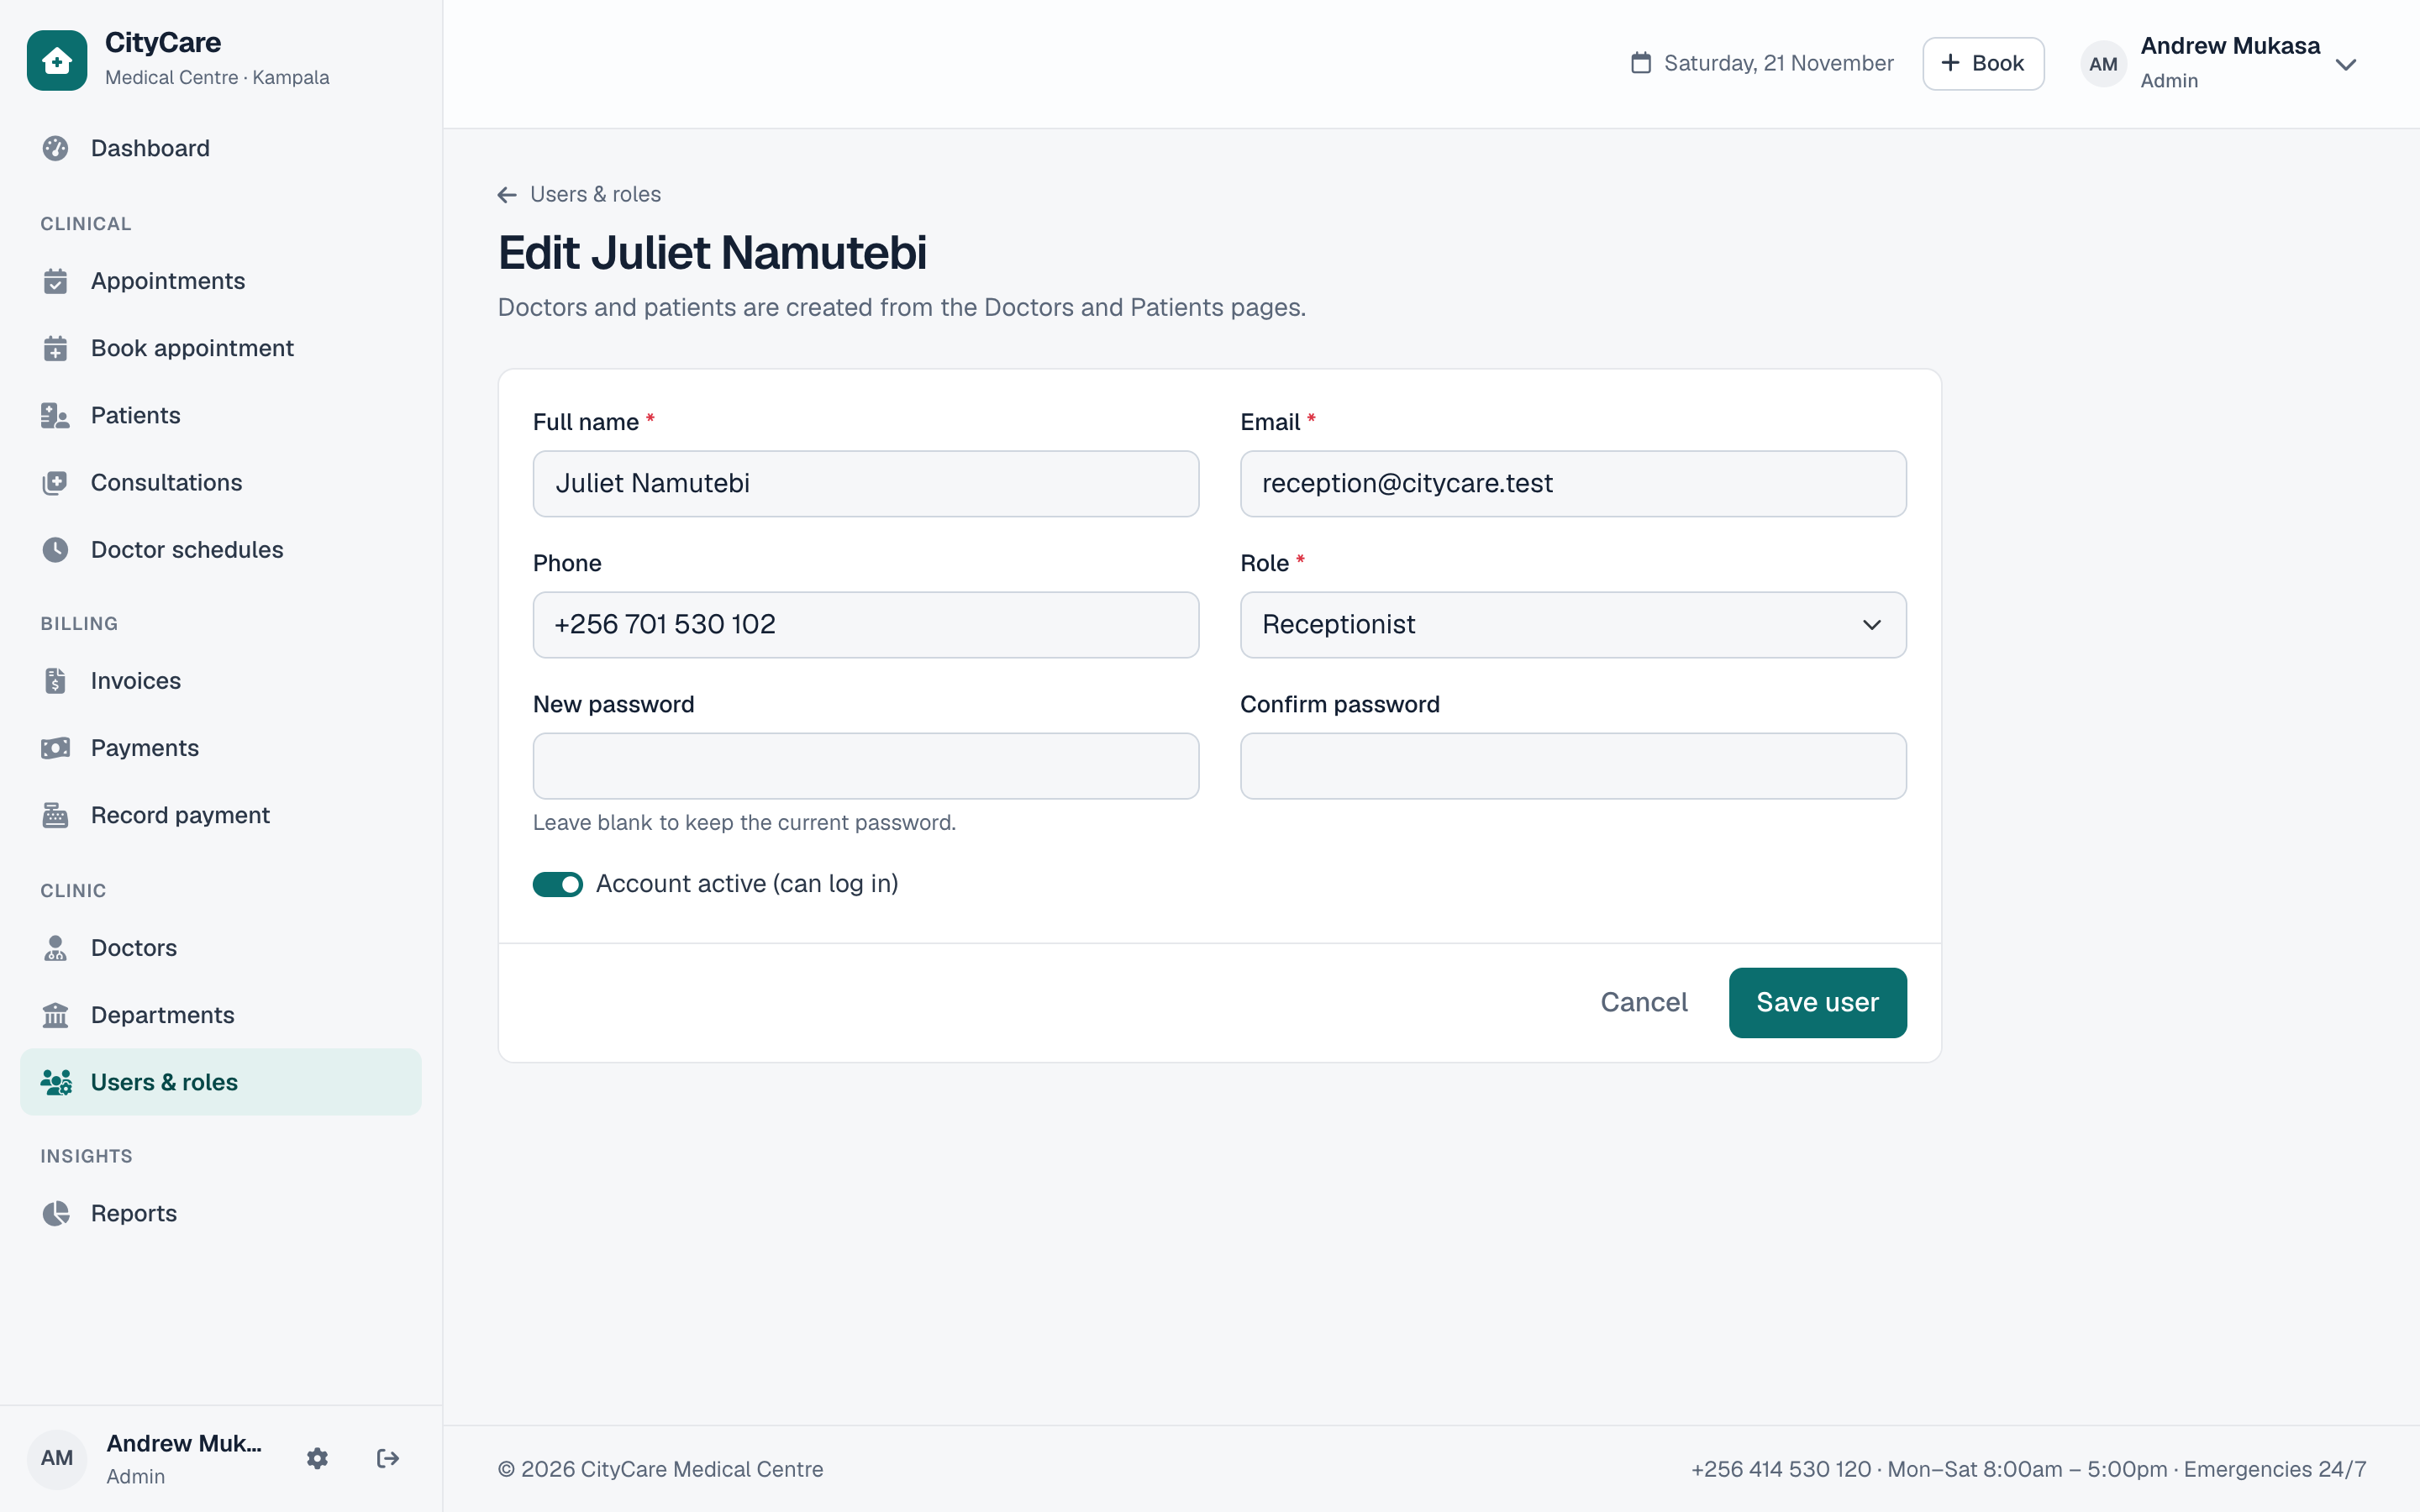 CityCare
Medical Centre · Kampala
Dashboard
CLINICAL
Appointments
Book appointment
Patients
Consultations
Doctor schedules
BILLING
Invoices
Payments
Record payment
CLINIC
Doctors
Departments
Users & roles
INSIGHTS
Reports
AM
Andrew Muk...
Admin
Saturday, 21 November
+ Book
AM
Andrew Mukasa
Admin
← Users & roles
Edit Juliet Namutebi
Doctors and patients are created from the Doctors and Patients pages.
Full name *
Juliet Namutebi
Email *
reception@citycare.test
Phone
+256 701 530 102
Role *
Receptionist
New password
Confirm password
Leave blank to keep the current password.
Account active (can log in)
Cancel
Save user
© 2026 CityCare Medical Centre
+256 414 530 120 · Mon–Sat 8:00am – 5:00pm · Emergencies 24/7